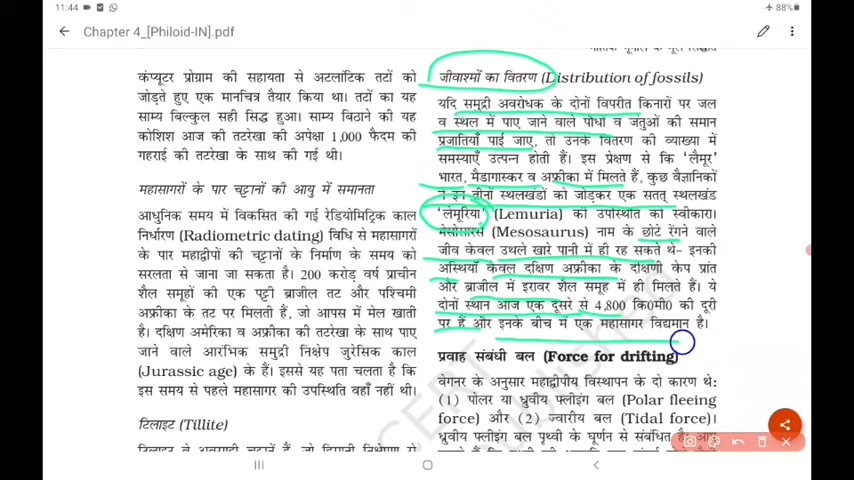 11:44
88%
Chapter 4_[Philoid-IN].pdf
कंप्यूटर प्रोग्राम की सहायता से अटलांटिक तटों को
जोड़ते हुए एक मानचित्र तैयार किया था। तटों का यह
साम्य बिल्कुल सही सिद्ध हुआ। साम्य बिठाने की यह
कोशिश आज की तटरेखा की अपेक्षा 1,000 फैदम की
गहराई की तटरेखा के साथ की गई थी।
महासागरों के पार चट्टानों की आयु में समानता
आधुनिक समय में विकसित की गई रेडियोमिट्रिक काल
निर्धारण (Radiometric dating) विधि से महासागरों
के पार महाद्वीपों की चट्टानों के निर्माण के समय को
सरलता से जाना जा सकता है। 200 करोड़ वर्ष प्राचीन
शैल समूहों की एक पट्टी ब्राजील तट और पश्चिमी
अफ्रीका के तट पर मिलती हैं, जो आपस में मेल खाती
है। दक्षिण अमेरिका व अफ्रीका की तटरेखा के साथ पाए
जाने वाले आरंभिक समुद्री निक्षेप जुरेसिक काल
(Jurassic age) के हैं। इससे यह पता चलता है कि
इस समय से पहले महासागर की उपस्थिति वहाँ नहीं थी।
टिलाइट (Tillite)
जीवाश्मों का वितरण (Distribution of fossils)
यदि समुद्री अवरोधक के दोनों विपरीत किनारों पर जल
व स्थल में पाए जाने वाले पौधों व जंतुओं की समान
प्रजातियाँ पाई जाए, तो उनके वितरण की व्याख्या में
समस्याएँ उत्पन्न होती हैं। इस प्रेक्षण से कि 'लैमूर'
भारत, मैडागास्कर व अफ्रीका में मिलते हैं, कुछ वैज्ञानिकों
ने इन तीनों स्थलखंडों को जोड़कर एक सतत् स्थलखंड
'लेमूरिया' (Lemuria) की उपस्थिति को स्वीकारा।
मेसोसारस (Mesosaurus) नाम के छोटे रेंगने वाले
जीव केवल उथले खारे पानी में ही रह सकते थे- इनकी
अस्थियाँ केवल दक्षिण अफ्रीका के दक्षिणी केप प्रांत
और ब्राजील में इरावर शैल समूह में ही मिलते हैं। ये
दोनों स्थान आज एक दूसरे से 4,800 कि॰मी॰ की दूरी
पर हैं और इनके बीच में एक महासागर विद्यमान है।
प्रवाह संबंधी बल (Force for drifting)
वेगनर के अनुसार महाद्वीपीय विस्थापन के दो कारण थे:
(1) पोलर या ध्रुवीय फ्लीइंग बल (Polar fleeing
force) और (2) ज्वारीय बल (Tidal force)।
ध्रुवीय फ्लीइंग बल पृथ्वी के घूर्णन से संबंधित है।